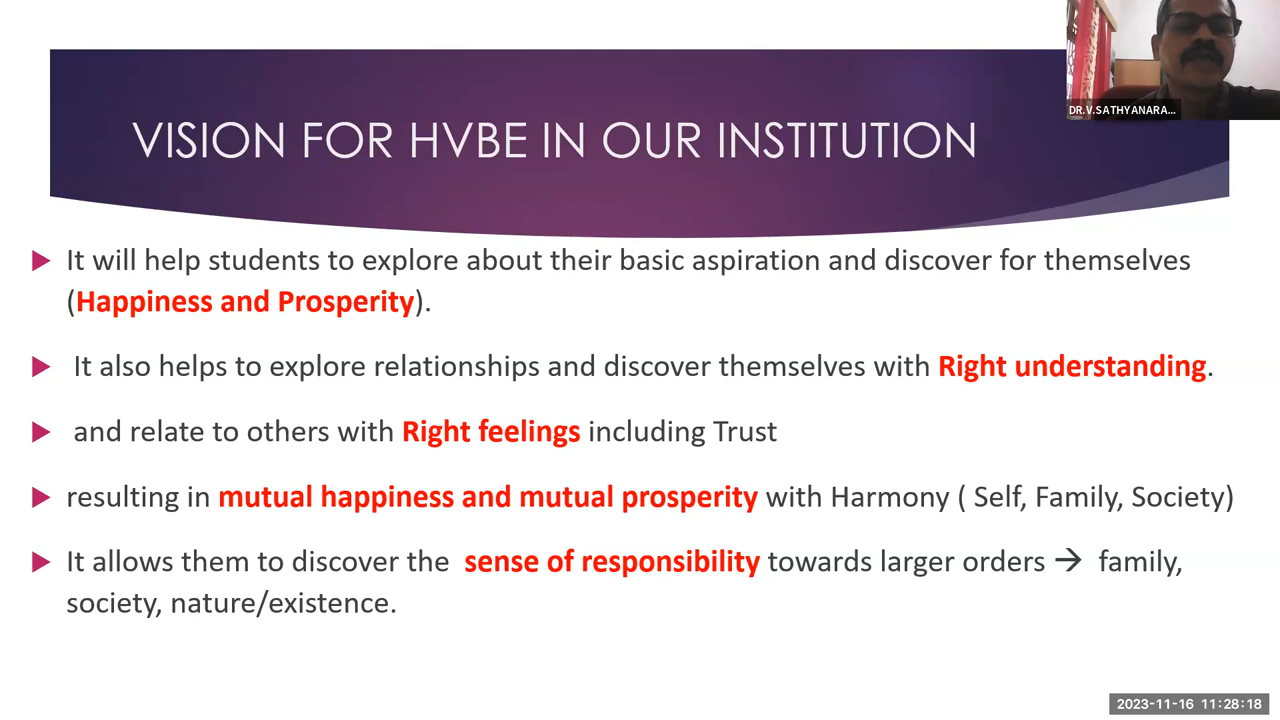 DR.V.SATHYANARA...
VISION FOR HVBE IN OUR INSTITUTION
It will help students to explore about their basic aspiration and discover for themselves
(Happiness and Prosperity).
It also helps to explore relationships and discover themselves with Right understanding.
and relate to others with Right feelings including Trust
resulting in mutual happiness and mutual prosperity with Harmony ( Self, Family, Society)
It allows them to discover the sense of responsibility towards larger orders → family,
society, nature/existence.
2023-11-16 11:28:18